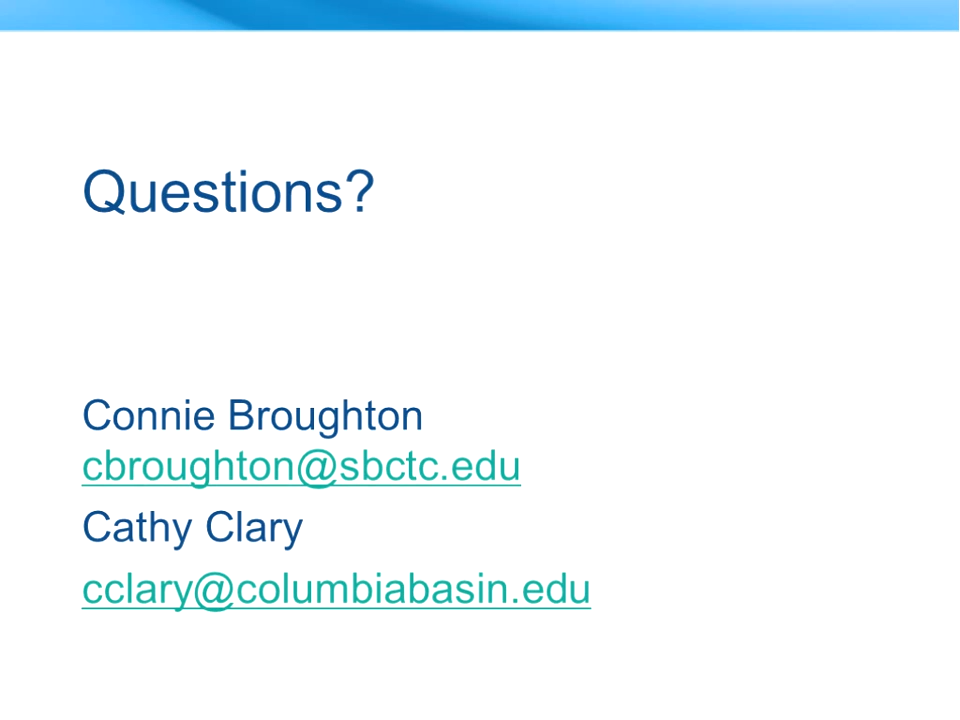 Questions?
Connie Broughton
cbroughton@sbctc.edu
Cathy Clary
cclary@columbiabasin.edu